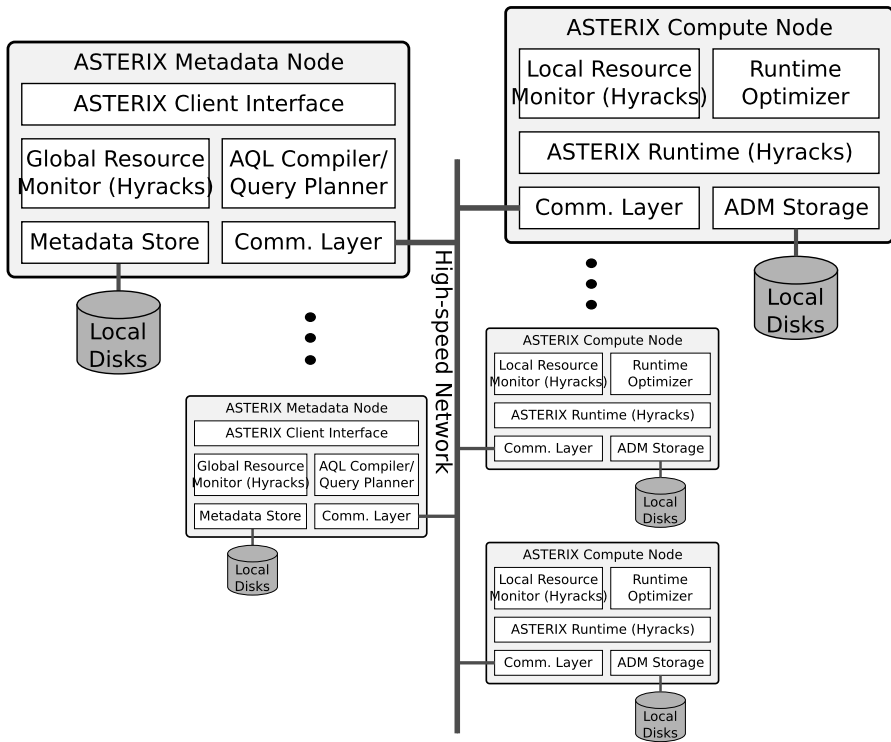 ASTERIX Metadata Node
ASTERIX Client Interface
Global Resource
Monitor (Hyracks)
AQL Compiler/
Query Planner
Metadata Store
Comm. Layer
Local
Disks
ASTERIX Compute Node
Local Resource
Monitor (Hyracks)
Runtime
Optimizer
ASTERIX Runtime (Hyracks)
Comm. Layer
ADM Storage
Local
Disks
High-speed Network
ASTERIX Metadata Node
ASTERIX Client Interface
Global Resource
Monitor (Hyracks)
AQL Compiler/
Query Planner
Metadata Store
Comm. Layer
Local
Disks
ASTERIX Compute Node
Local Resource
Monitor (Hyracks)
Runtime
Optimizer
ASTERIX Runtime (Hyracks)
Comm. Layer
ADM Storage
Local
Disks
ASTERIX Compute Node
Local Resource
Monitor (Hyracks)
Runtime
Optimizer
ASTERIX Runtime (Hyracks)
Comm. Layer
ADM Storage
Local
Disks